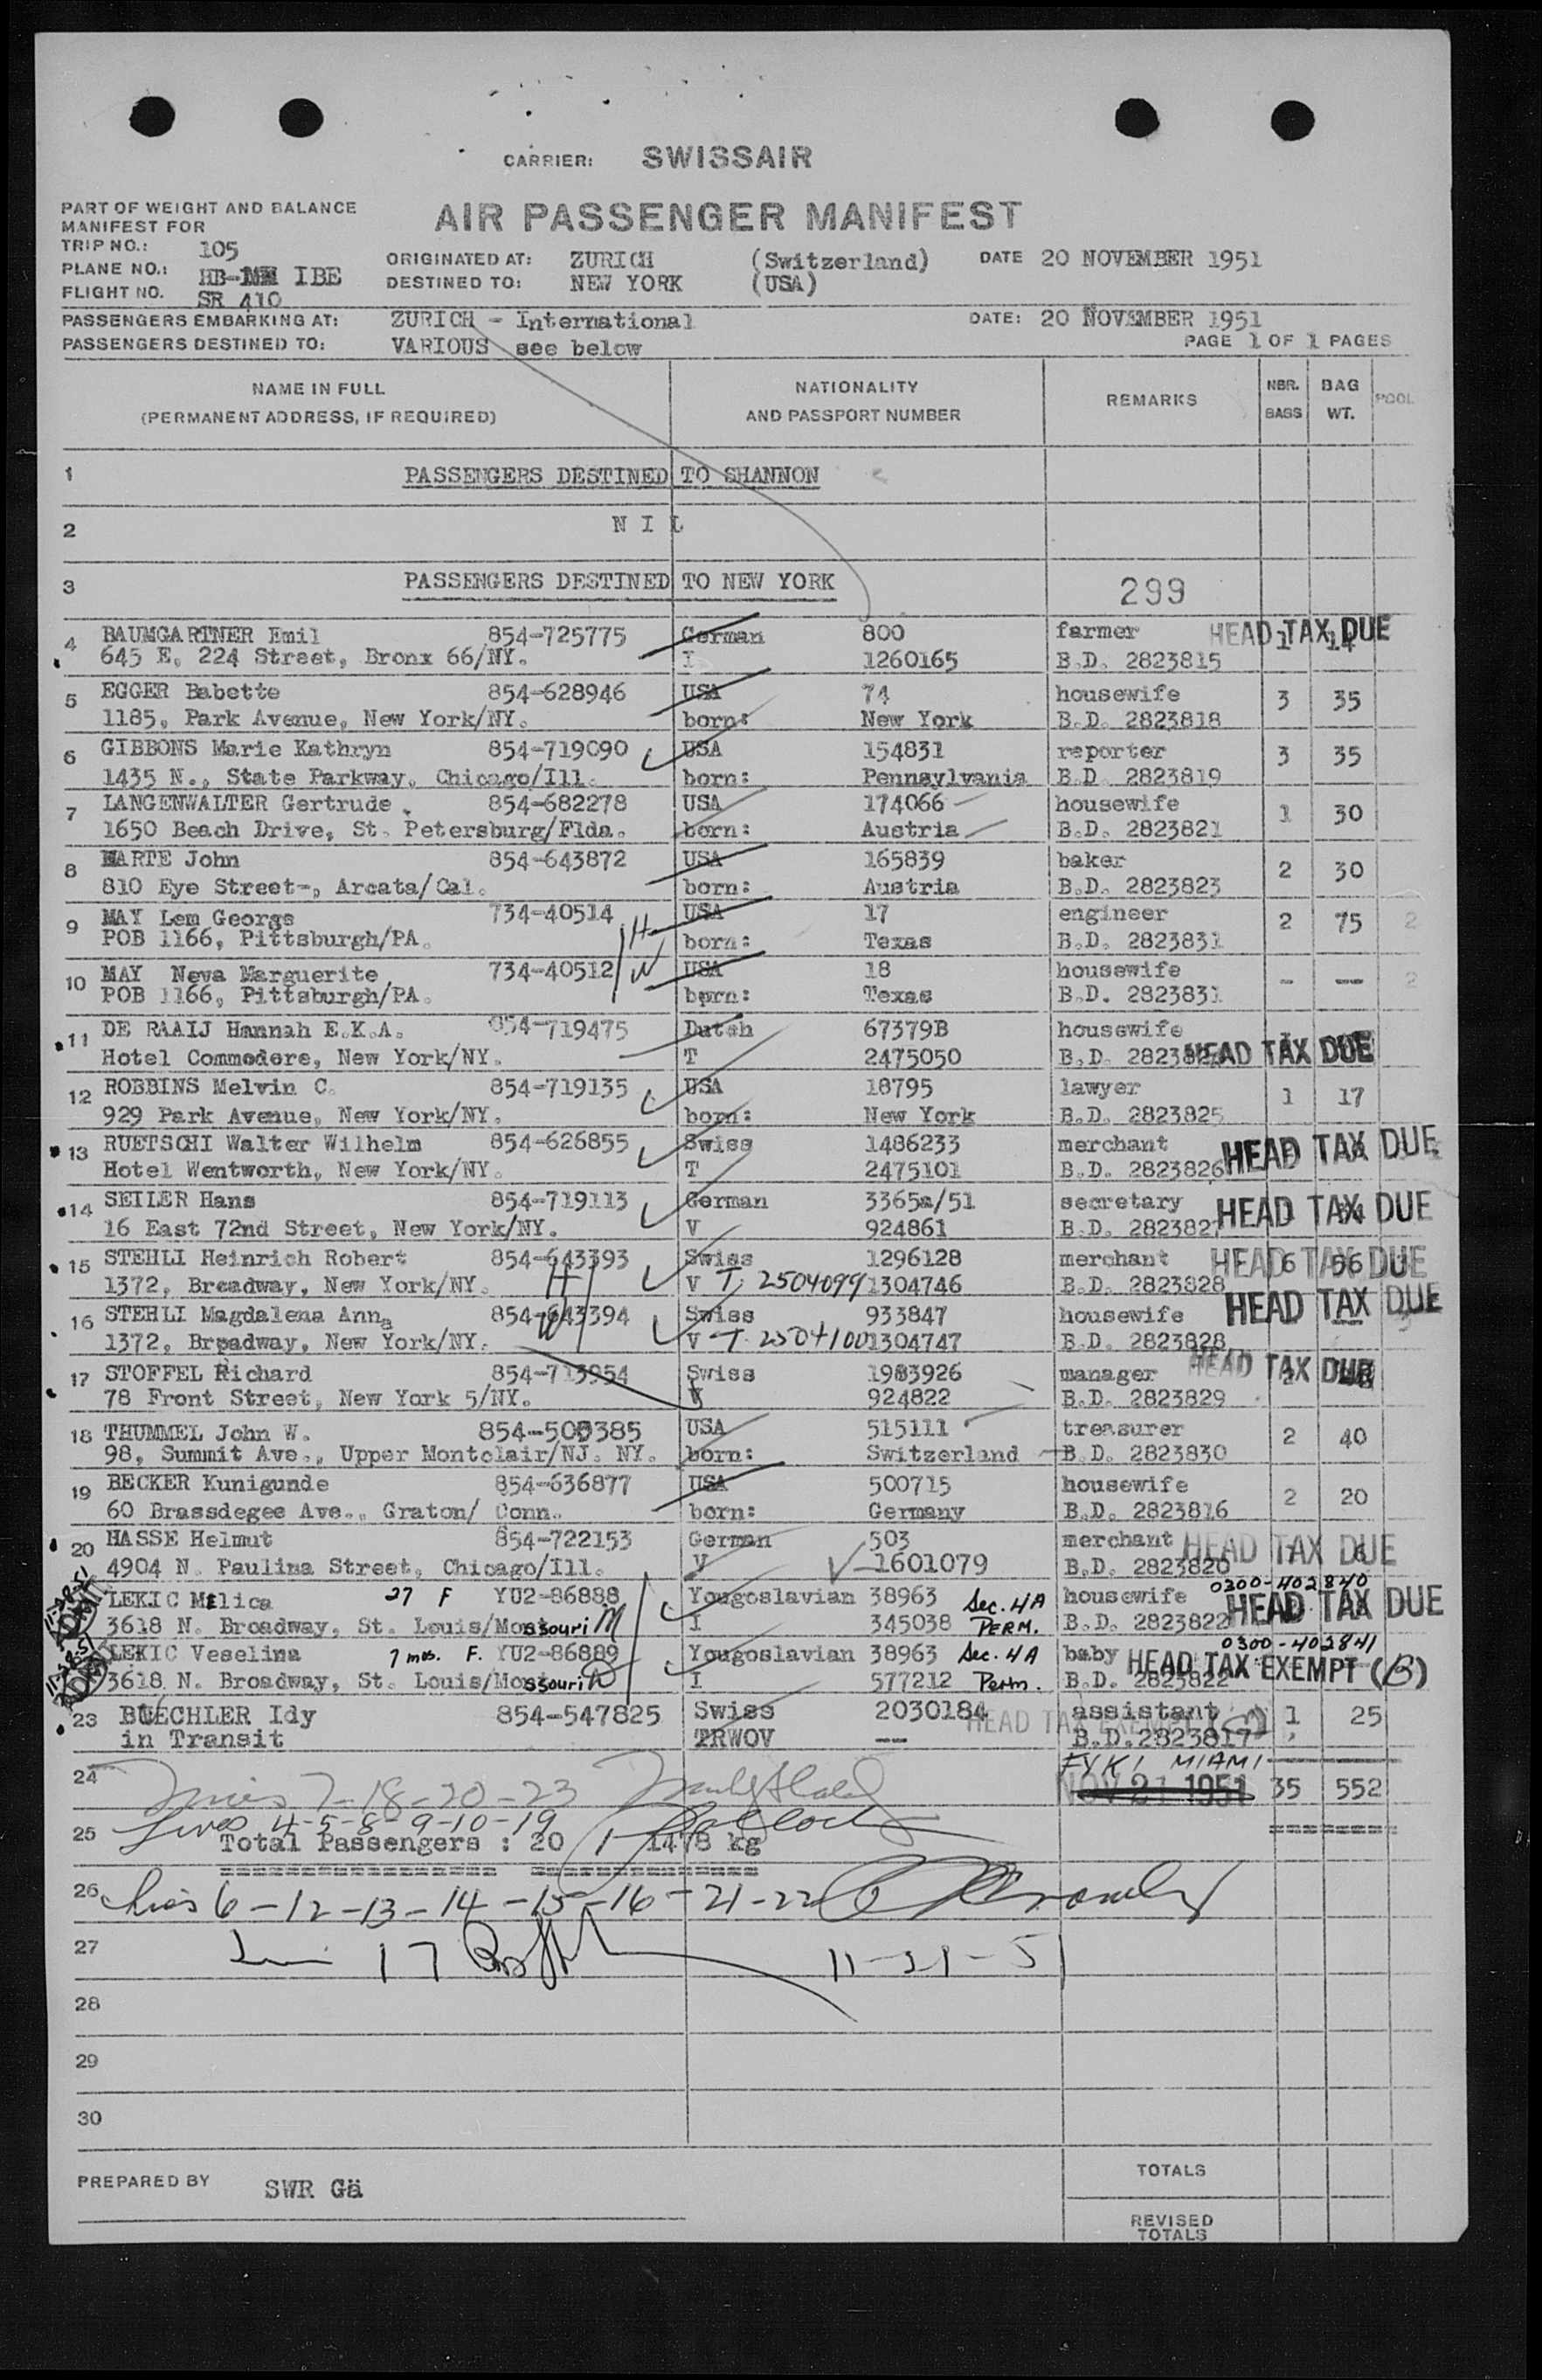 CARRIER: SWISSAIR
AIR PASSENGER MANIFEST
PART OF WEIGHT AND BALANCE
MANIFEST FOR
TRIP NO.: 105
PLANE NO.: HB- IBE
FLIGHT NO. SR 410
ORIGINATED AT: ZURICH (Switzerland) DATE 20 NOVEMBER 1951
DESTINED TO: NEW YORK (USA)
PASSENGERS EMBARKING AT: ZURICH - International DATE: 20 NOVEMBER 1951
PASSENGERS DESTINED TO: VARIOUS see below PAGE 1 OF 1 PAGES
NAME IN FULL NATIONALITY REMARKS NBR. BAG POOL
(PERMANENT ADDRESS, IF REQUIRED) AND PASSPORT NUMBER BAGS WT.
1 PASSENGERS DESTINED TO SHANNON
2 N I L
3 PASSENGERS DESTINED TO NEW YORK 299
4 BAUMGARTNER Emil 854-725775 German 800 farmer HEAD TAX DUE 1 14
645 E. 224 Street, Bronx 66/NY. I 1260165 B.D. 2823815
5 EGGER Babette 854-628946 USA 74 housewife 3 35
1185, Park Avenue, New York/NY. born: New York B.D. 2823818
6 GIBBONS Marie Kathryn 854-719090 USA 154831 reporter 3 35
1435 N., State Parkway, Chicago/Ill. born: Pennsylvania B.D. 2823819
7 LANGENWALTER Gertrude 854-682278 USA 174066 housewife 1 30
1650 Beach Drive, St. Petersburg/Flda. born: Austria B.D. 2823821
8 MARTE John 854-643872 USA 165839 baker 2 30
810 Eye Street-, Arcata/Cal. born: Austria B.D. 2823823
9 MAY Lem George 734-40514 H USA 17 engineer 2 75 2
POB 1166, Pittsburgh/PA. born: Texas B.D. 2823831
10 MAY Neva Marguerite 734-40512 W USA 18 housewife - -- 2
POB 1166, Pittsburgh/PA. born: Texas B.D. 2823831
11 DE RAAIJ Hannah E.K.A. 854-719475 Dutch 67379B housewife
Hotel Commodore, New York/NY. T 2475050 B.D. HEAD TAX DUE
12 ROBBINS Melvin C. 854-719135 USA 18795 lawyer 1 17
929 Park Avenue, New York/NY. born: New York B.D. 2823825
13 RUETSCHI Walter Wilhelm 854-626855 Swiss 1486233 merchant HEAD TAX DUE
Hotel Wentworth, New York/NY. T 2475101 B.D. 2823826
14 SEILER Hans 854-719113 German 3365a/51 secretary HEAD TAX DUE
16 East 72nd Street, New York/NY. V 924861 B.D. 2823827
15 STEHLI Heinrich Robert 854-643393 Swiss 1296128 merchant HEAD TAX DUE 6 56
1372, Broadway, New York/NY. H V T. 2504099 1304746 B.D. 2823828
16 STEHLI Magdalena Anna 854-643394 Swiss 933847 housewife HEAD TAX DUE
1372, Broadway, New York/NY. W V T. 2504100 1304747 B.D. 2823828
17 STOFFEL Richard 854-713954 Swiss 1983926 manager HEAD TAX DUE
78 Front Street, New York 5/NY. V 924822 B.D. 2823829
18 THUMMEL John W. 854-500385 USA 515111 treasurer 2 40
98, Summit Ave., Upper Montclair/NJ. NY. born: Switzerland B.D. 2823830
19 BECKER Kunigunde 854-636877 USA 500715 housewife 2 20
60 Brassdegee Ave., Graton/ Conn. born: Germany B.D. 2823816
20 HASSE Helmut 854-722153 German 503 merchant HEAD TAX DUE
4904 N. Paulina Street, Chicago/Ill. V 1601079 B.D. 2823820
0300-402840
LEKIC Milica 27 F YU2-86888 Yougoslavian 38963 Sec. 4A housewife HEAD TAX DUE
3618 N. Broadway, St. Louis/Missouri M I 345038 PERM. B.D. 2823822
0300-402841
LEKIC Veselina 7 mos. F. YU2-86889 Yougoslavian 38963 Sec. 4A baby HEAD TAX EXEMPT (B)
3618 N. Broadway, St. Louis/Missouri I 577212 Perm. B.D. 2823822
23 BUECHLER Idy 854-547825 Swiss 2030184 assistant 1 25
in Transit TRWOV -- HEAD TAX EXEMPT B.D. 2823817
FYKI MIAMI
24 7-18-20-23 NOV 21 1951 35 552
25 4-5-8-9-10-19
Total Passengers : 20 / 1478 kg
26 6-12-13-14-15-16-21-22
27 17 11-21-51
28
29
30
PREPARED BY SWR Gä TOTALS
REVISED
TOTALS